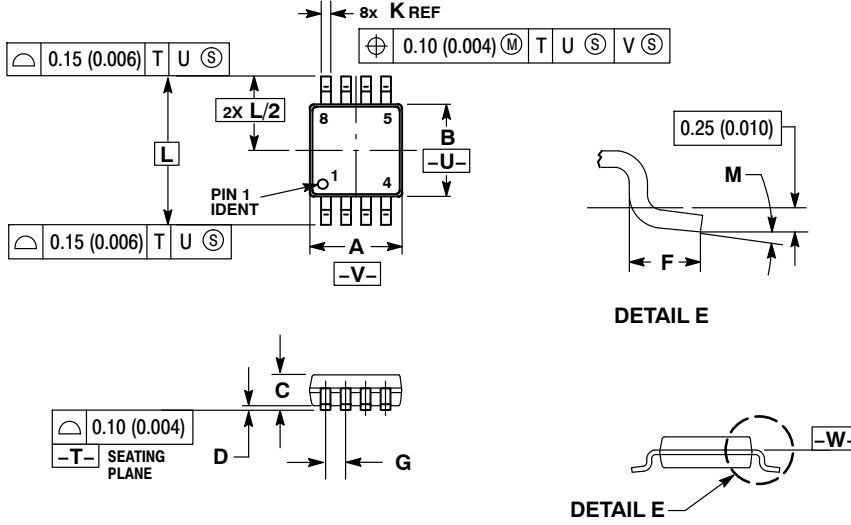 8x K REF
⌖ 0.10 (0.004) Ⓜ T U Ⓢ V Ⓢ
⌓ 0.15 (0.006) T U Ⓢ
2X L/2
8 5
B
–U–
L
PIN 1
IDENT
1 4
⌓ 0.15 (0.006) T U Ⓢ
A
–V–
0.25 (0.010)
M
F
DETAIL E
C
⌓ 0.10 (0.004)
–T– SEATING
PLANE
D
G
–W–
DETAIL E